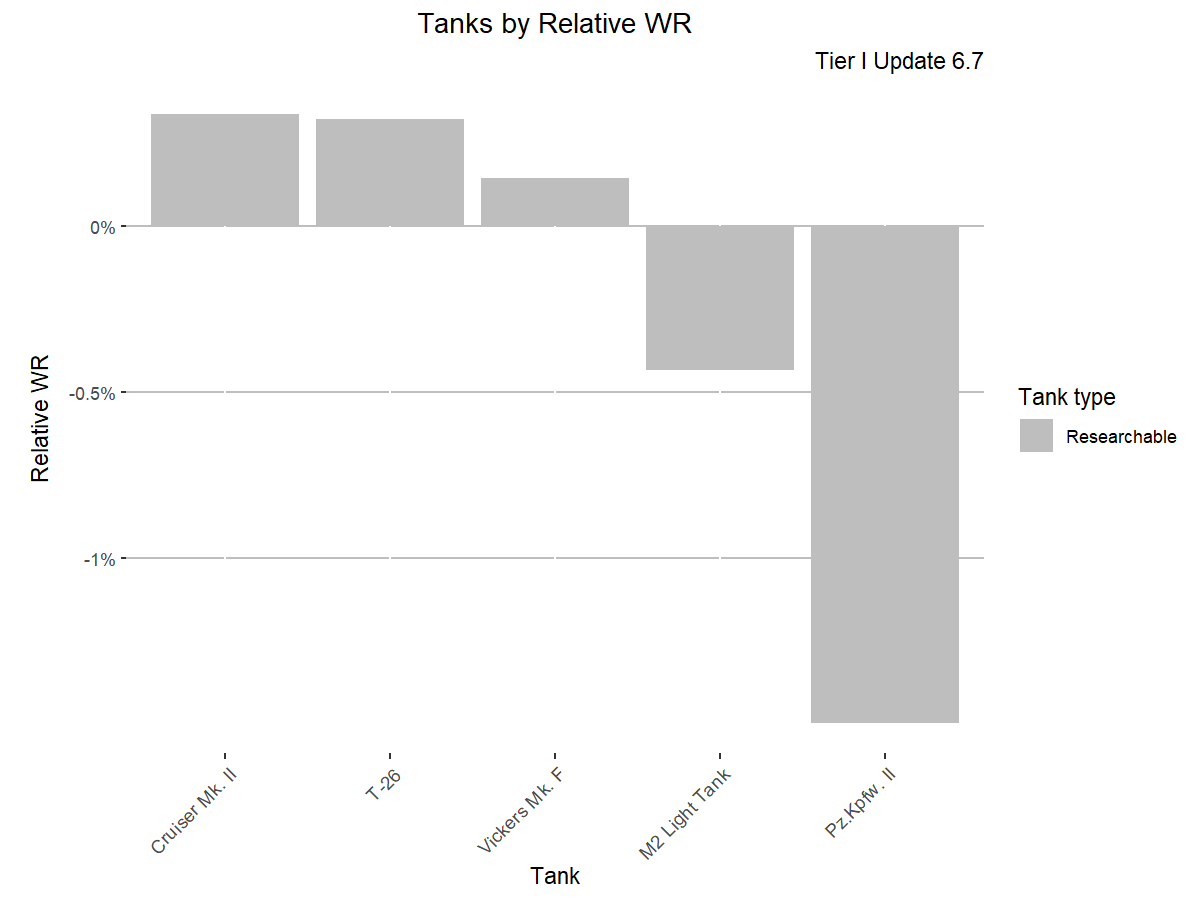 Tanks by Relative WR
Tier I Update 6.7
0%
-0.5%
-1%
Relative WR
Cruiser Mk. II
T-26
Vickers Mk. F
M2 Light Tank
Pz.Kpfw. II
Tank
Tank type
Researchable